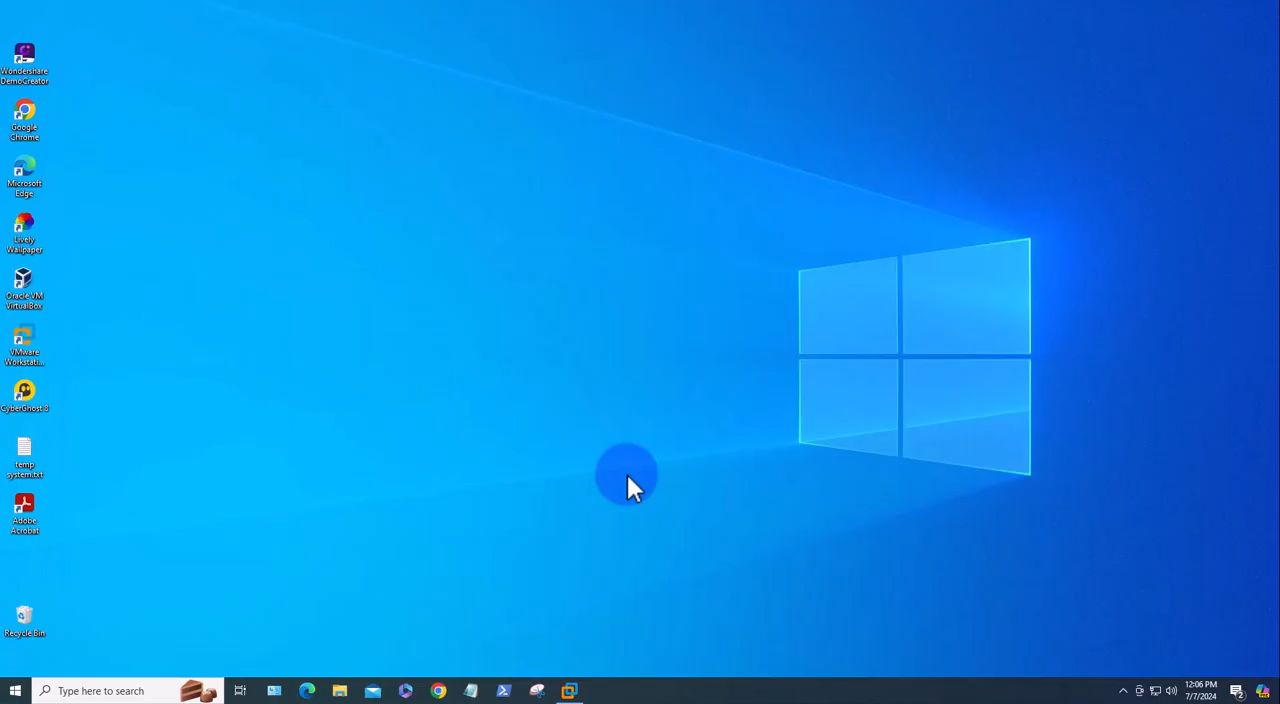 Wondershare
DemoCreator
Google
Chrome
Microsoft
Edge
Lively
Wallpaper
Oracle VM
VirtualBox
VMware
Workstati...
CyberGhost 8
temp
system.txt
Adobe
Acrobat
Recycle Bin
Type here to search
12:06 PM
7/7/2024
2